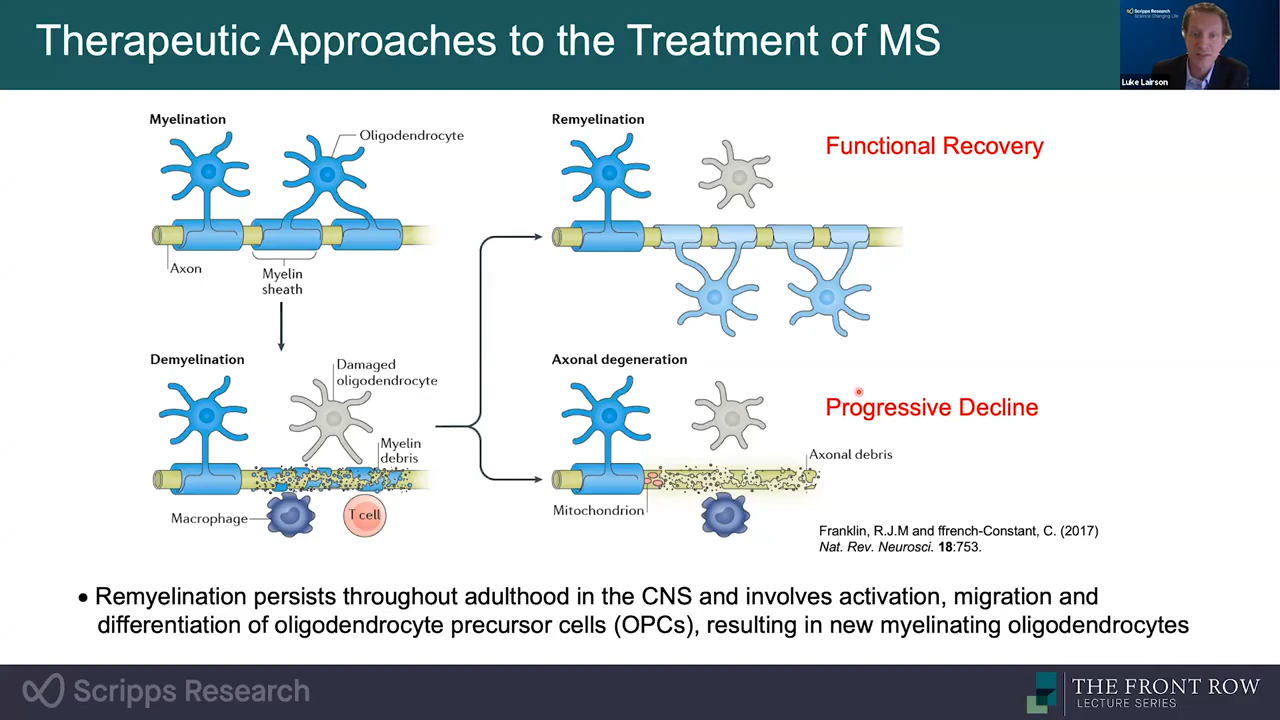 Therapeutic Approaches to the Treatment of MS
Scripps Research
Science Changing Life
Luke Lairson
Myelination
Oligodendrocyte
Axon
Myelin
sheath
Remyelination
Functional Recovery
Demyelination
Damaged
oligodendrocyte
Myelin
debris
Macrophage
T cell
Axonal degeneration
Progressive Decline
Axonal debris
Mitochondrion
Franklin, R.J.M and ffrench-Constant, C. (2017)
Nat. Rev. Neurosci. 18:753.
• Remyelination persists throughout adulthood in the CNS and involves activation, migration and
differentiation of oligodendrocyte precursor cells (OPCs), resulting in new myelinating oligodendrocytes
Scripps Research
THE FRONT ROW
LECTURE SERIES